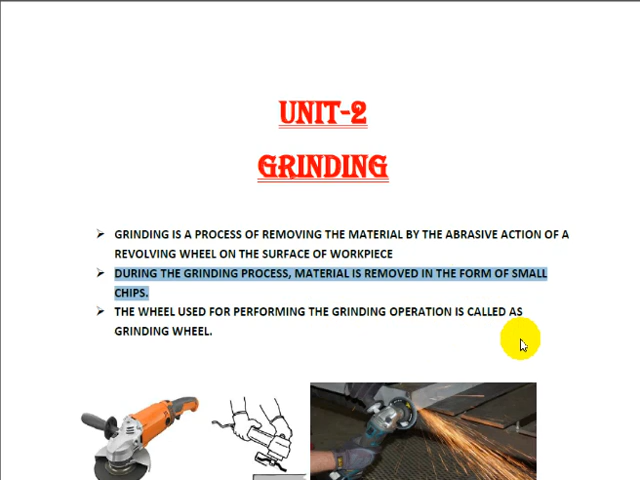 UNIT-2
GRINDING
GRINDING IS A PROCESS OF REMOVING THE MATERIAL BY THE ABRASIVE ACTION OF A
REVOLVING WHEEL ON THE SURFACE OF WORKPIECE
DURING THE GRINDING PROCESS, MATERIAL IS REMOVED IN THE FORM OF SMALL
CHIPS.
THE WHEEL USED FOR PERFORMING THE GRINDING OPERATION IS CALLED AS
GRINDING WHEEL.